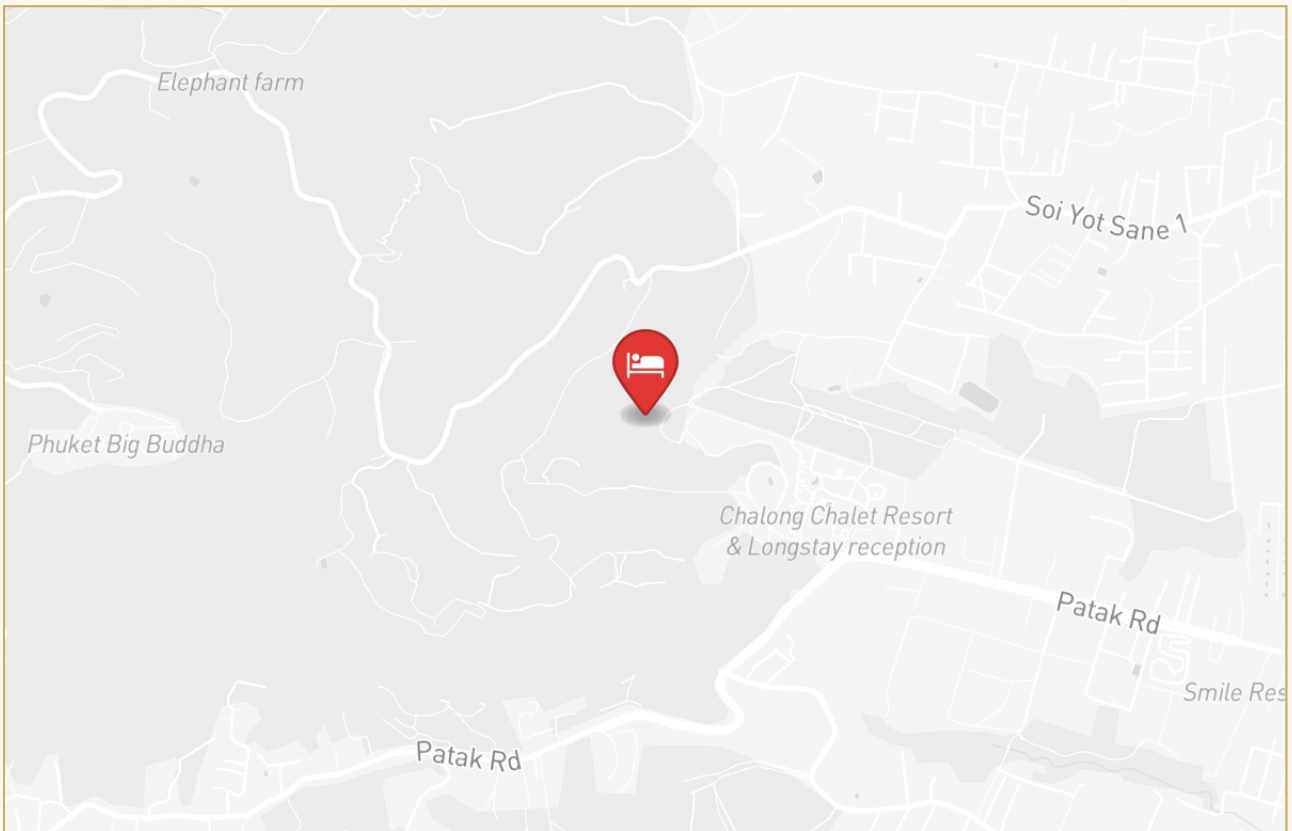 Elephant farm
Soi Yot Sane 1
Phuket Big Buddha
Chalong Chalet Resort
& Longstay reception
Patak Rd
Smile Res
Patak Rd